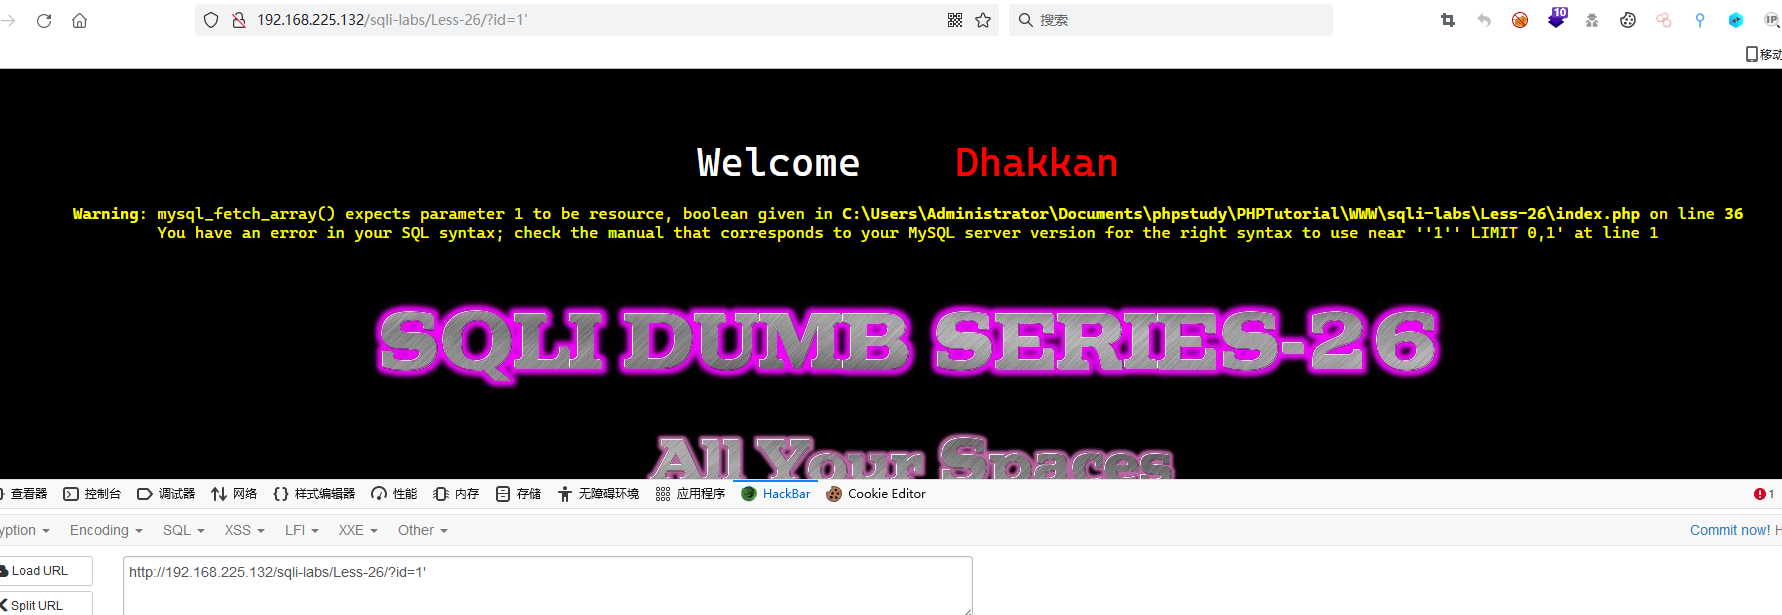 192.168.225.132/sqli-labs/Less-26/?id=1'
搜索
10
IP
移动
Welcome Dhakkan
Warning: mysql_fetch_array() expects parameter 1 to be resource, boolean given in C:\Users\Administrator\Documents\phpstudy\PHPTutorial\WWW\sqli-labs\Less-26\index.php on line 36
You have an error in your SQL syntax; check the manual that corresponds to your MySQL server version for the right syntax to use near ''1'' LIMIT 0,1' at line 1
SQLI DUMB SERIES-26
All Your Spaces
查看器 控制台 调试器 网络 样式编辑器 性能 内存 存储 无障碍环境 应用程序 HackBar Cookie Editor 1
yption Encoding SQL XSS LFI XXE Other Commit now! H
Load URL
http://192.168.225.132/sqli-labs/Less-26/?id=1'
Split URL